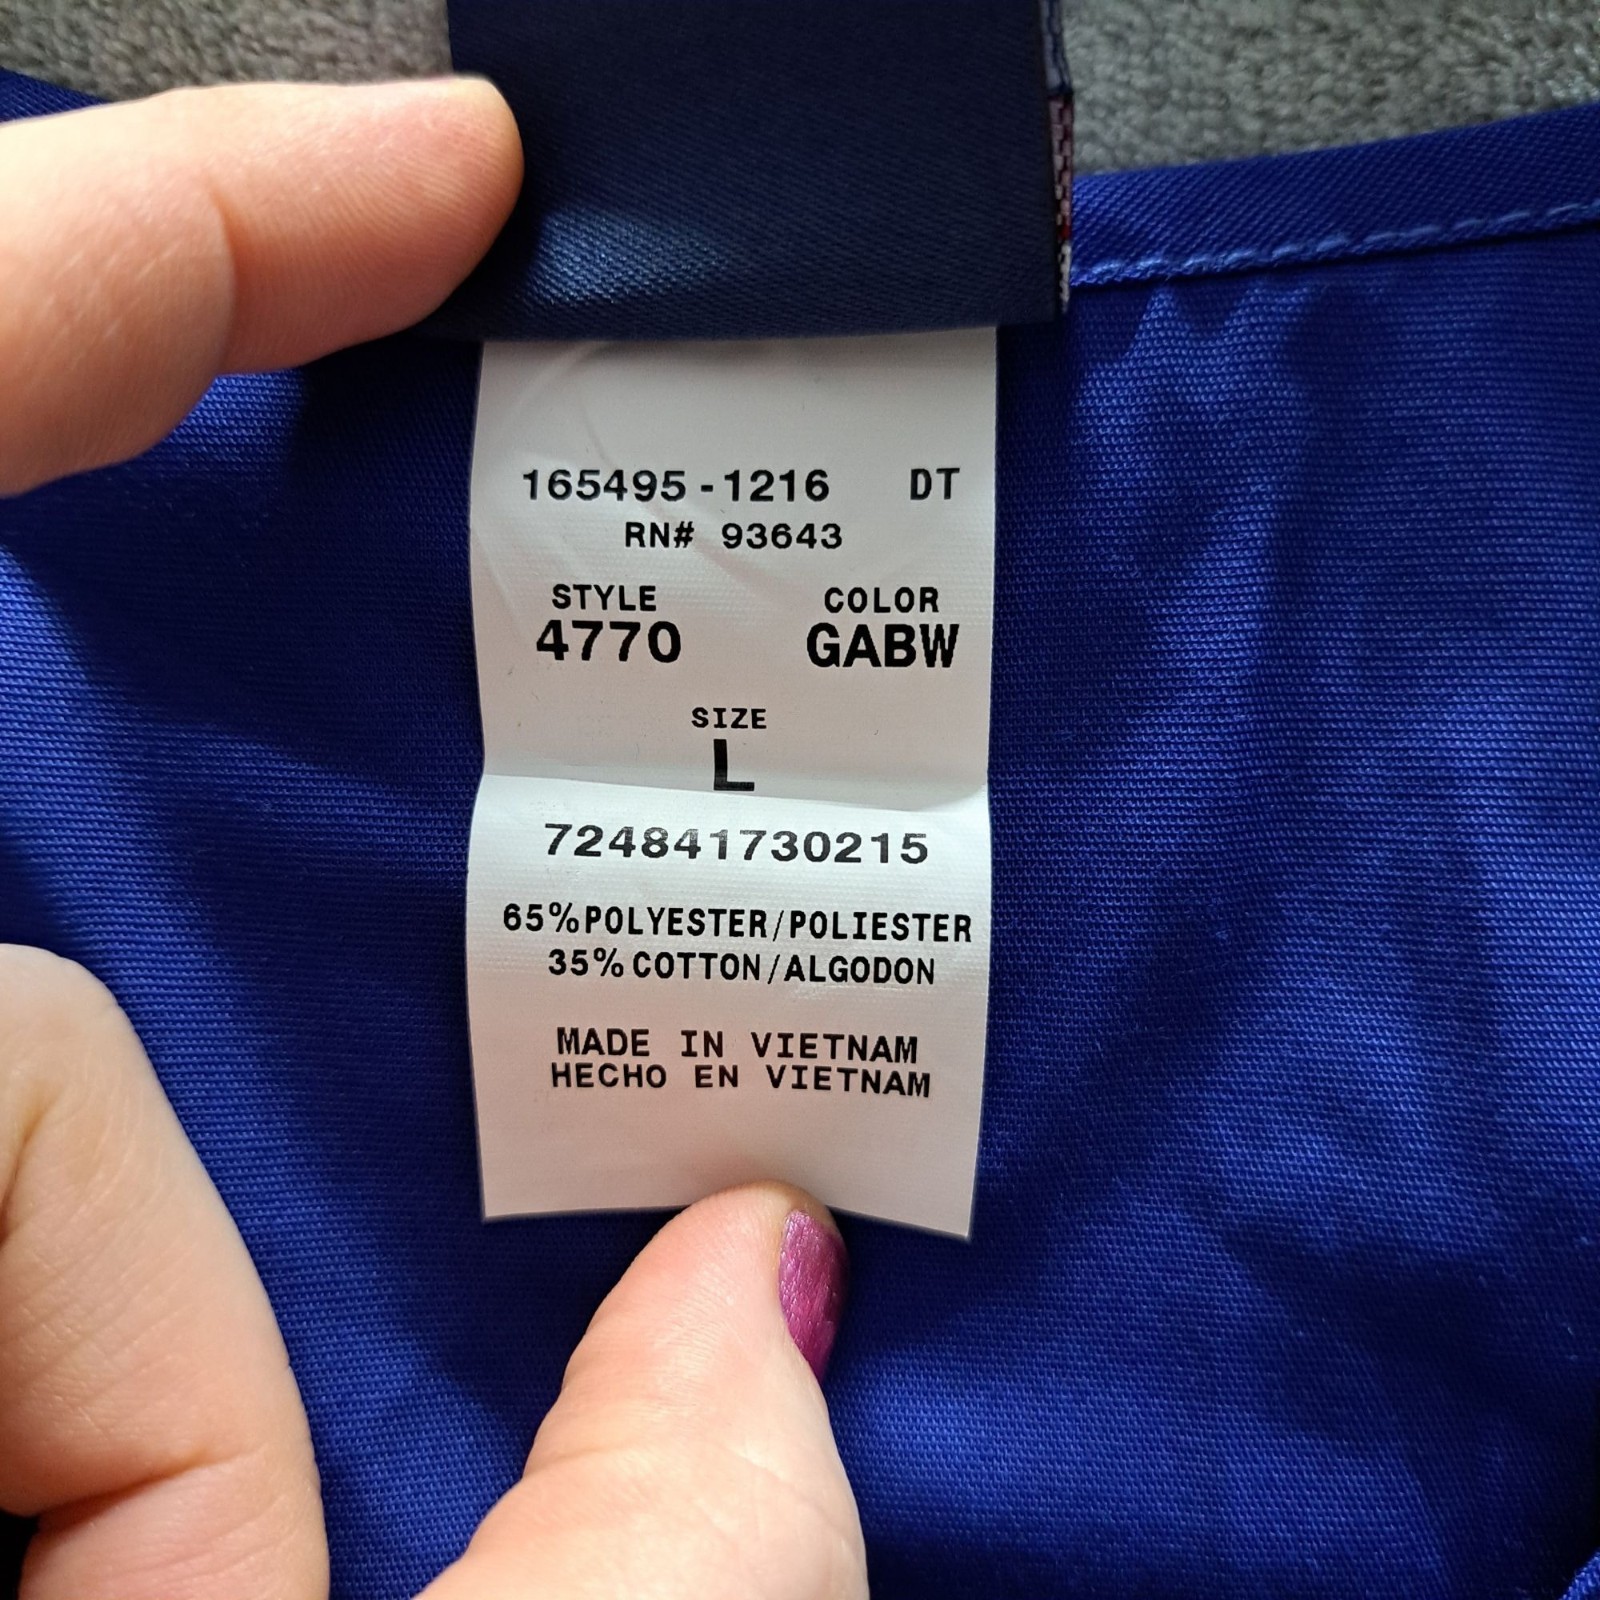 165495-1216 DT
RN# 93643
STYLE COLOR
4770 GABW
SIZE
L
724841730215
65%POLYESTER/POLIESTER
35%COTTON/ALGODON
MADE IN VIETNAM
HECHO EN VIETNAM